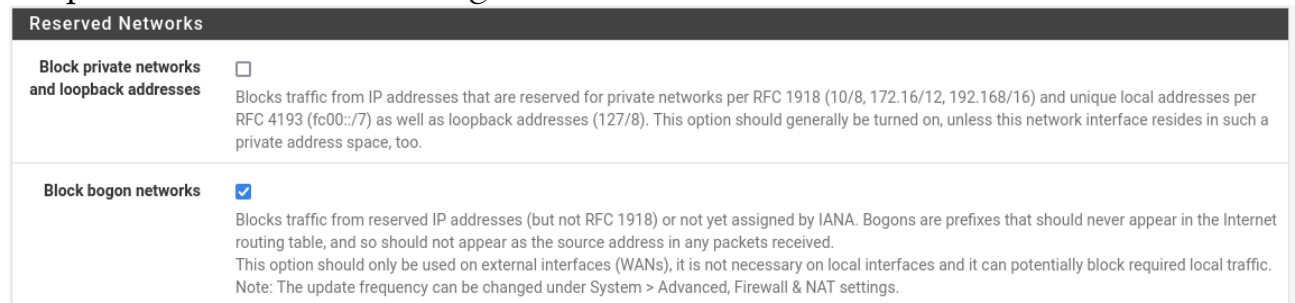 Reserved Networks
Block private networks
and loopback addresses
Blocks traffic from IP addresses that are reserved for private networks per RFC 1918 (10/8, 172.16/12, 192.168/16) and unique local addresses per
RFC 4193 (fc00::/7) as well as loopback addresses (127/8). This option should generally be turned on, unless this network interface resides in such a
private address space, too.
Block bogon networks
Blocks traffic from reserved IP addresses (but not RFC 1918) or not yet assigned by IANA. Bogons are prefixes that should never appear in the Internet
routing table, and so should not appear as the source address in any packets received.
This option should only be used on external interfaces (WANs), it is not necessary on local interfaces and it can potentially block required local traffic.
Note: The update frequency can be changed under System > Advanced, Firewall & NAT settings.